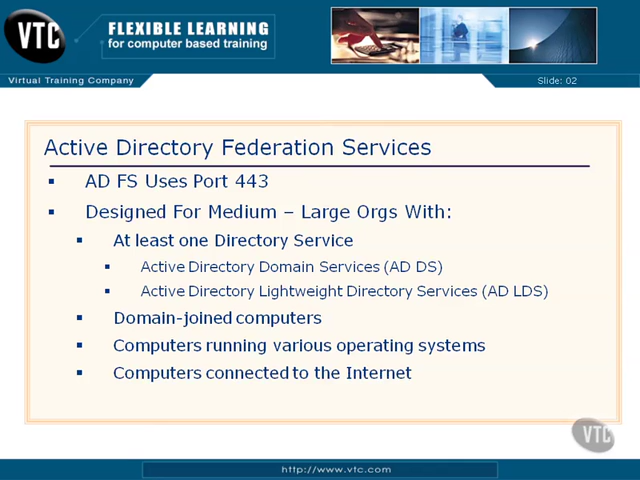 VTC
FLEXIBLE LEARNING
for computer based training
Virtual Training Company
Slide: 02
Active Directory Federation Services
AD FS Uses Port 443
Designed For Medium – Large Orgs With:
At least one Directory Service
Active Directory Domain Services (AD DS)
Active Directory Lightweight Directory Services (AD LDS)
Domain-joined computers
Computers running various operating systems
Computers connected to the Internet
VTC
http://www.vtc.com